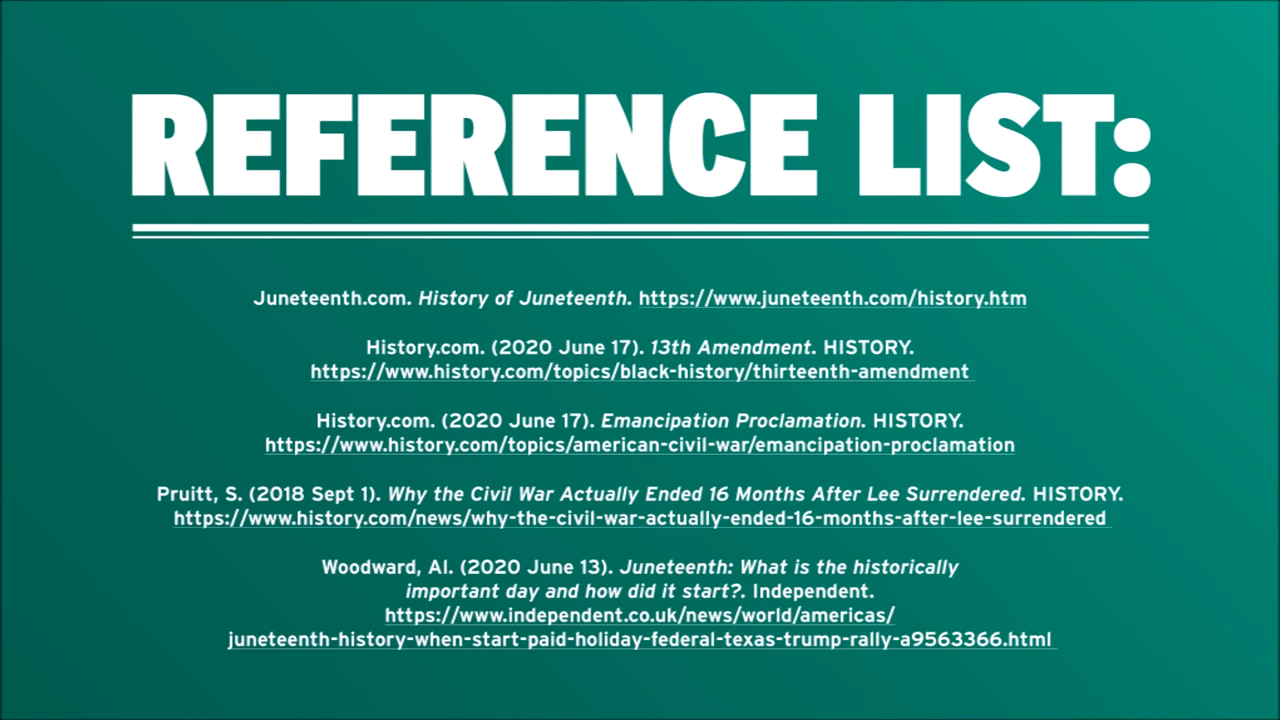 REFERENCE LIST:
Juneteenth.com. History of Juneteenth. https://www.juneteenth.com/history.htm
History.com. (2020 June 17). 13th Amendment. HISTORY.
https://www.history.com/topics/black-history/thirteenth-amendment
History.com. (2020 June 17). Emancipation Proclamation. HISTORY.
https://www.history.com/topics/american-civil-war/emancipation-proclamation
Pruitt, S. (2018 Sept 1). Why the Civil War Actually Ended 16 Months After Lee Surrendered. HISTORY.
https://www.history.com/news/why-the-civil-war-actually-ended-16-months-after-lee-surrendered
Woodward, Al. (2020 June 13). Juneteenth: What is the historically
important day and how did it start?. Independent.
https://www.independent.co.uk/news/world/americas/
juneteenth-history-when-start-paid-holiday-federal-texas-trump-rally-a9563366.html